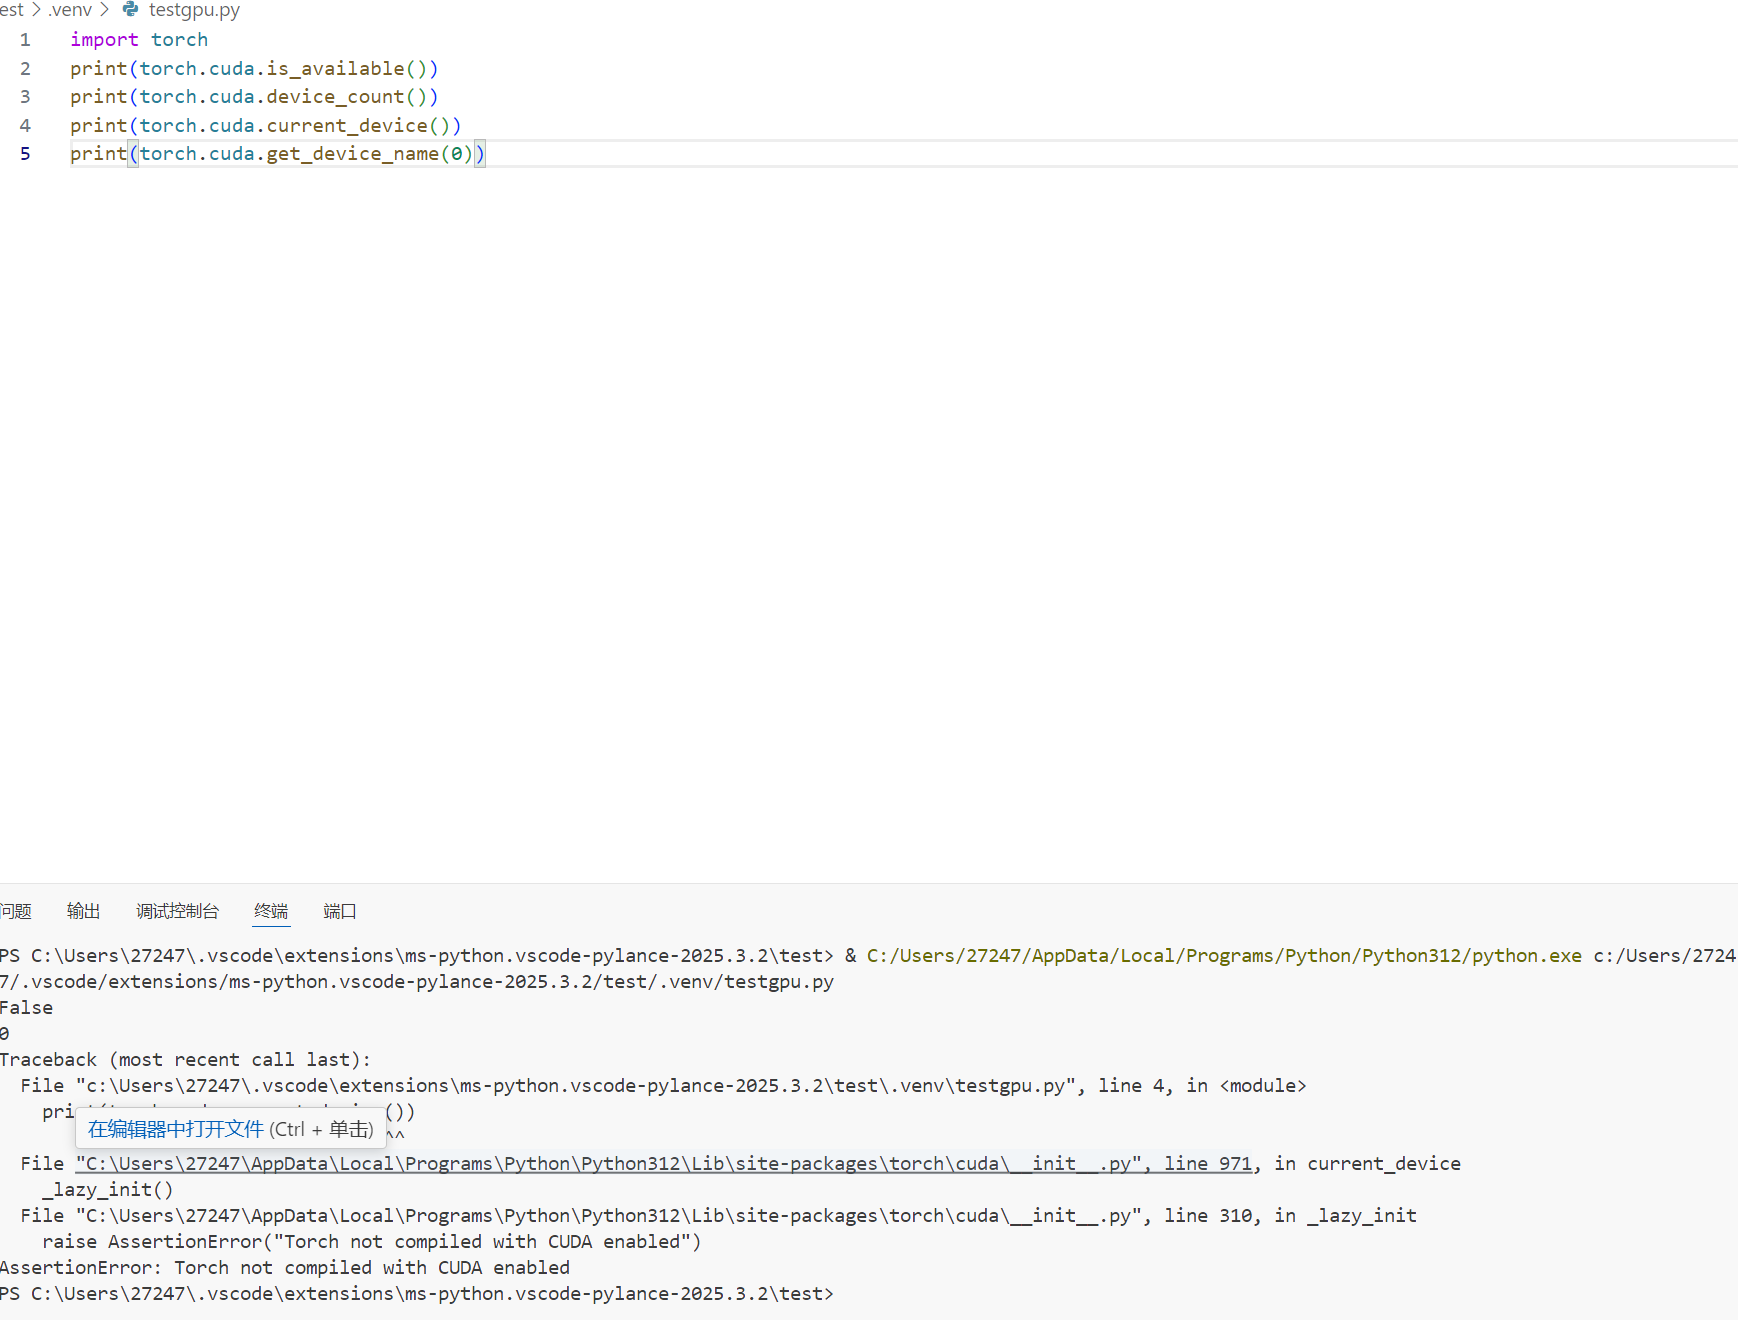 est > .venv > testgpu.py
1 import torch
2 print(torch.cuda.is_available())
3 print(torch.cuda.device_count())
4 print(torch.cuda.current_device())
5 print(torch.cuda.get_device_name(0))
问题 输出 调试控制台 终端 端口
PS C:\Users\27247\.vscode\extensions\ms-python.vscode-pylance-2025.3.2\test> & C:/Users/27247/AppData/Local/Programs/Python/Python312/python.exe c:/Users/2724
7/.vscode/extensions/ms-python.vscode-pylance-2025.3.2/test/.venv/testgpu.py
False
0
Traceback (most recent call last):
File "c:\Users\27247\.vscode\extensions\ms-python.vscode-pylance-2025.3.2\test\.venv\testgpu.py", line 4, in <module>
pri ())
在编辑器中打开文件 (Ctrl + 单击) ^^
File "C:\Users\27247\AppData\Local\Programs\Python\Python312\Lib\site-packages\torch\cuda\__init__.py", line 971, in current_device
_lazy_init()
File "C:\Users\27247\AppData\Local\Programs\Python\Python312\Lib\site-packages\torch\cuda\__init__.py", line 310, in _lazy_init
raise AssertionError("Torch not compiled with CUDA enabled")
AssertionError: Torch not compiled with CUDA enabled
PS C:\Users\27247\.vscode\extensions\ms-python.vscode-pylance-2025.3.2\test>